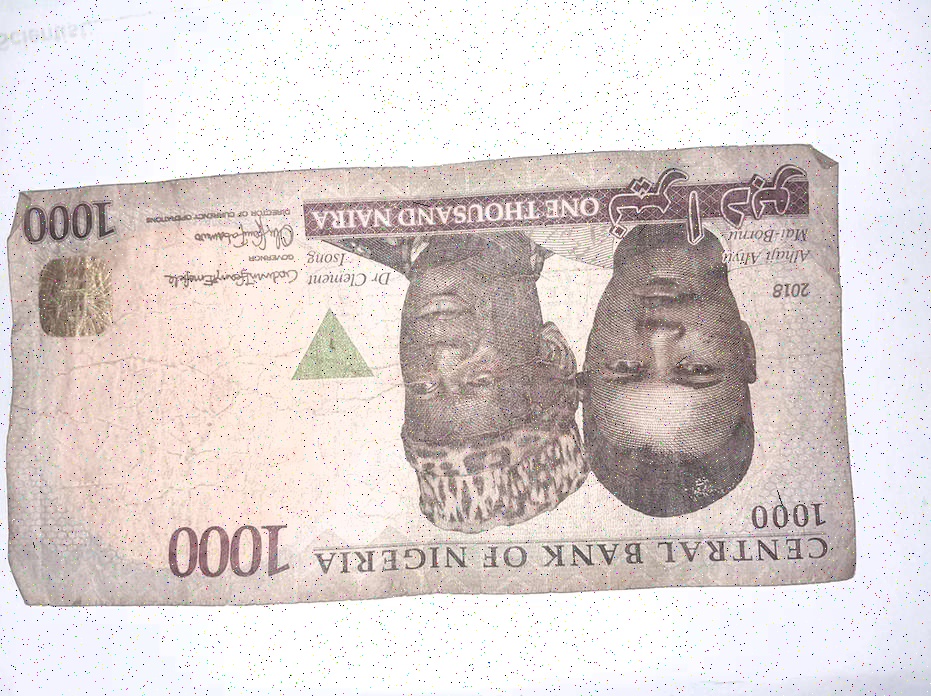 CENTRAL BANK OF NIGERIA
1000
1000
2018
Alhaji Aliyu
Mai-Bornu
Dr Clement
Isong
GOVERNOR
DIRECTOR OF CURRENCY OPERATIONS
ONE THOUSAND NAIRA
1000